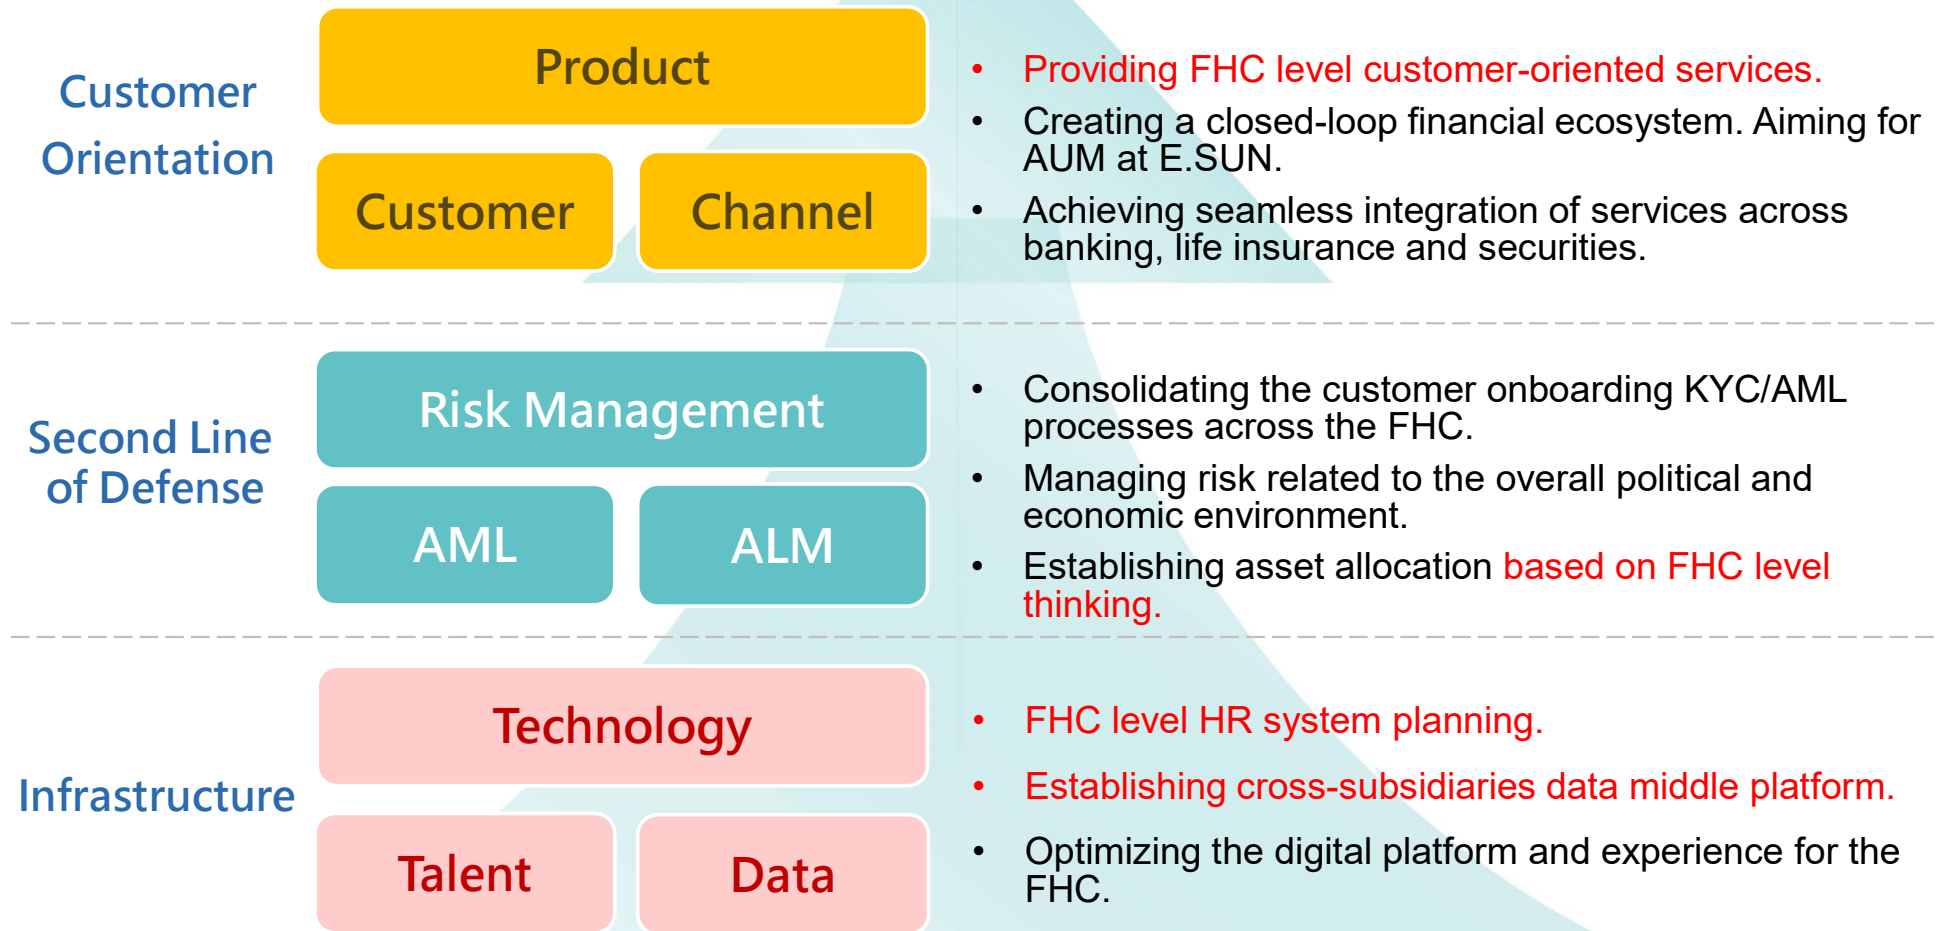 Customer
Orientation
Product
Customer
Channel
• Providing FHC level customer-oriented services.
• Creating a closed-loop financial ecosystem. Aiming for
AUM at E.SUN.
• Achieving seamless integration of services across
banking, life insurance and securities.
Second Line
of Defense
Risk Management
AML
ALM
• Consolidating the customer onboarding KYC/AML
processes across the FHC.
• Managing risk related to the overall political and
economic environment.
• Establishing asset allocation based on FHC level
thinking.
Infrastructure
Technology
Talent
Data
• FHC level HR system planning.
• Establishing cross-subsidiaries data middle platform.
• Optimizing the digital platform and experience for the
FHC.